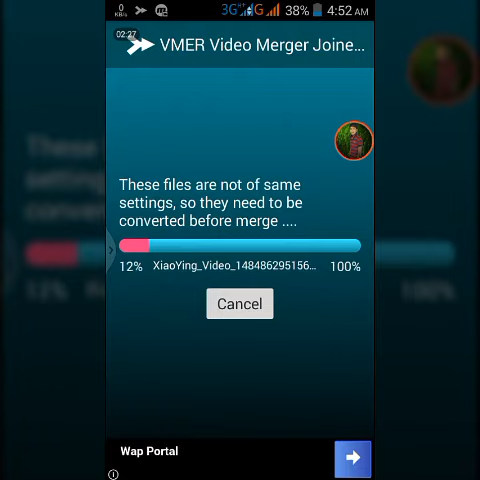 0 KB/s 3G 4G 38% 4:52 AM
02:27 VMER Video Merger Joine...
These files are not of same
settings, so they need to be
converted before merge ....
12% XiaoYing_Video_148486295156... 100%
Cancel
Wap Portal